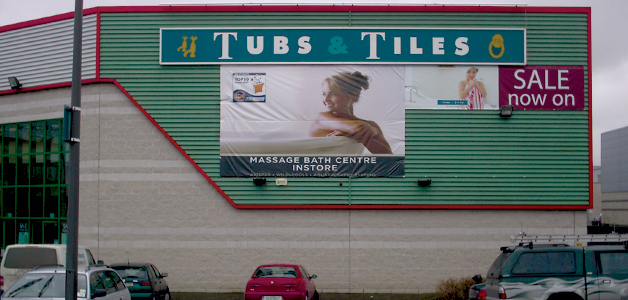 TUBS & TILES
SALE
now on
MASSAGE BATH CENTRE
INSTORE